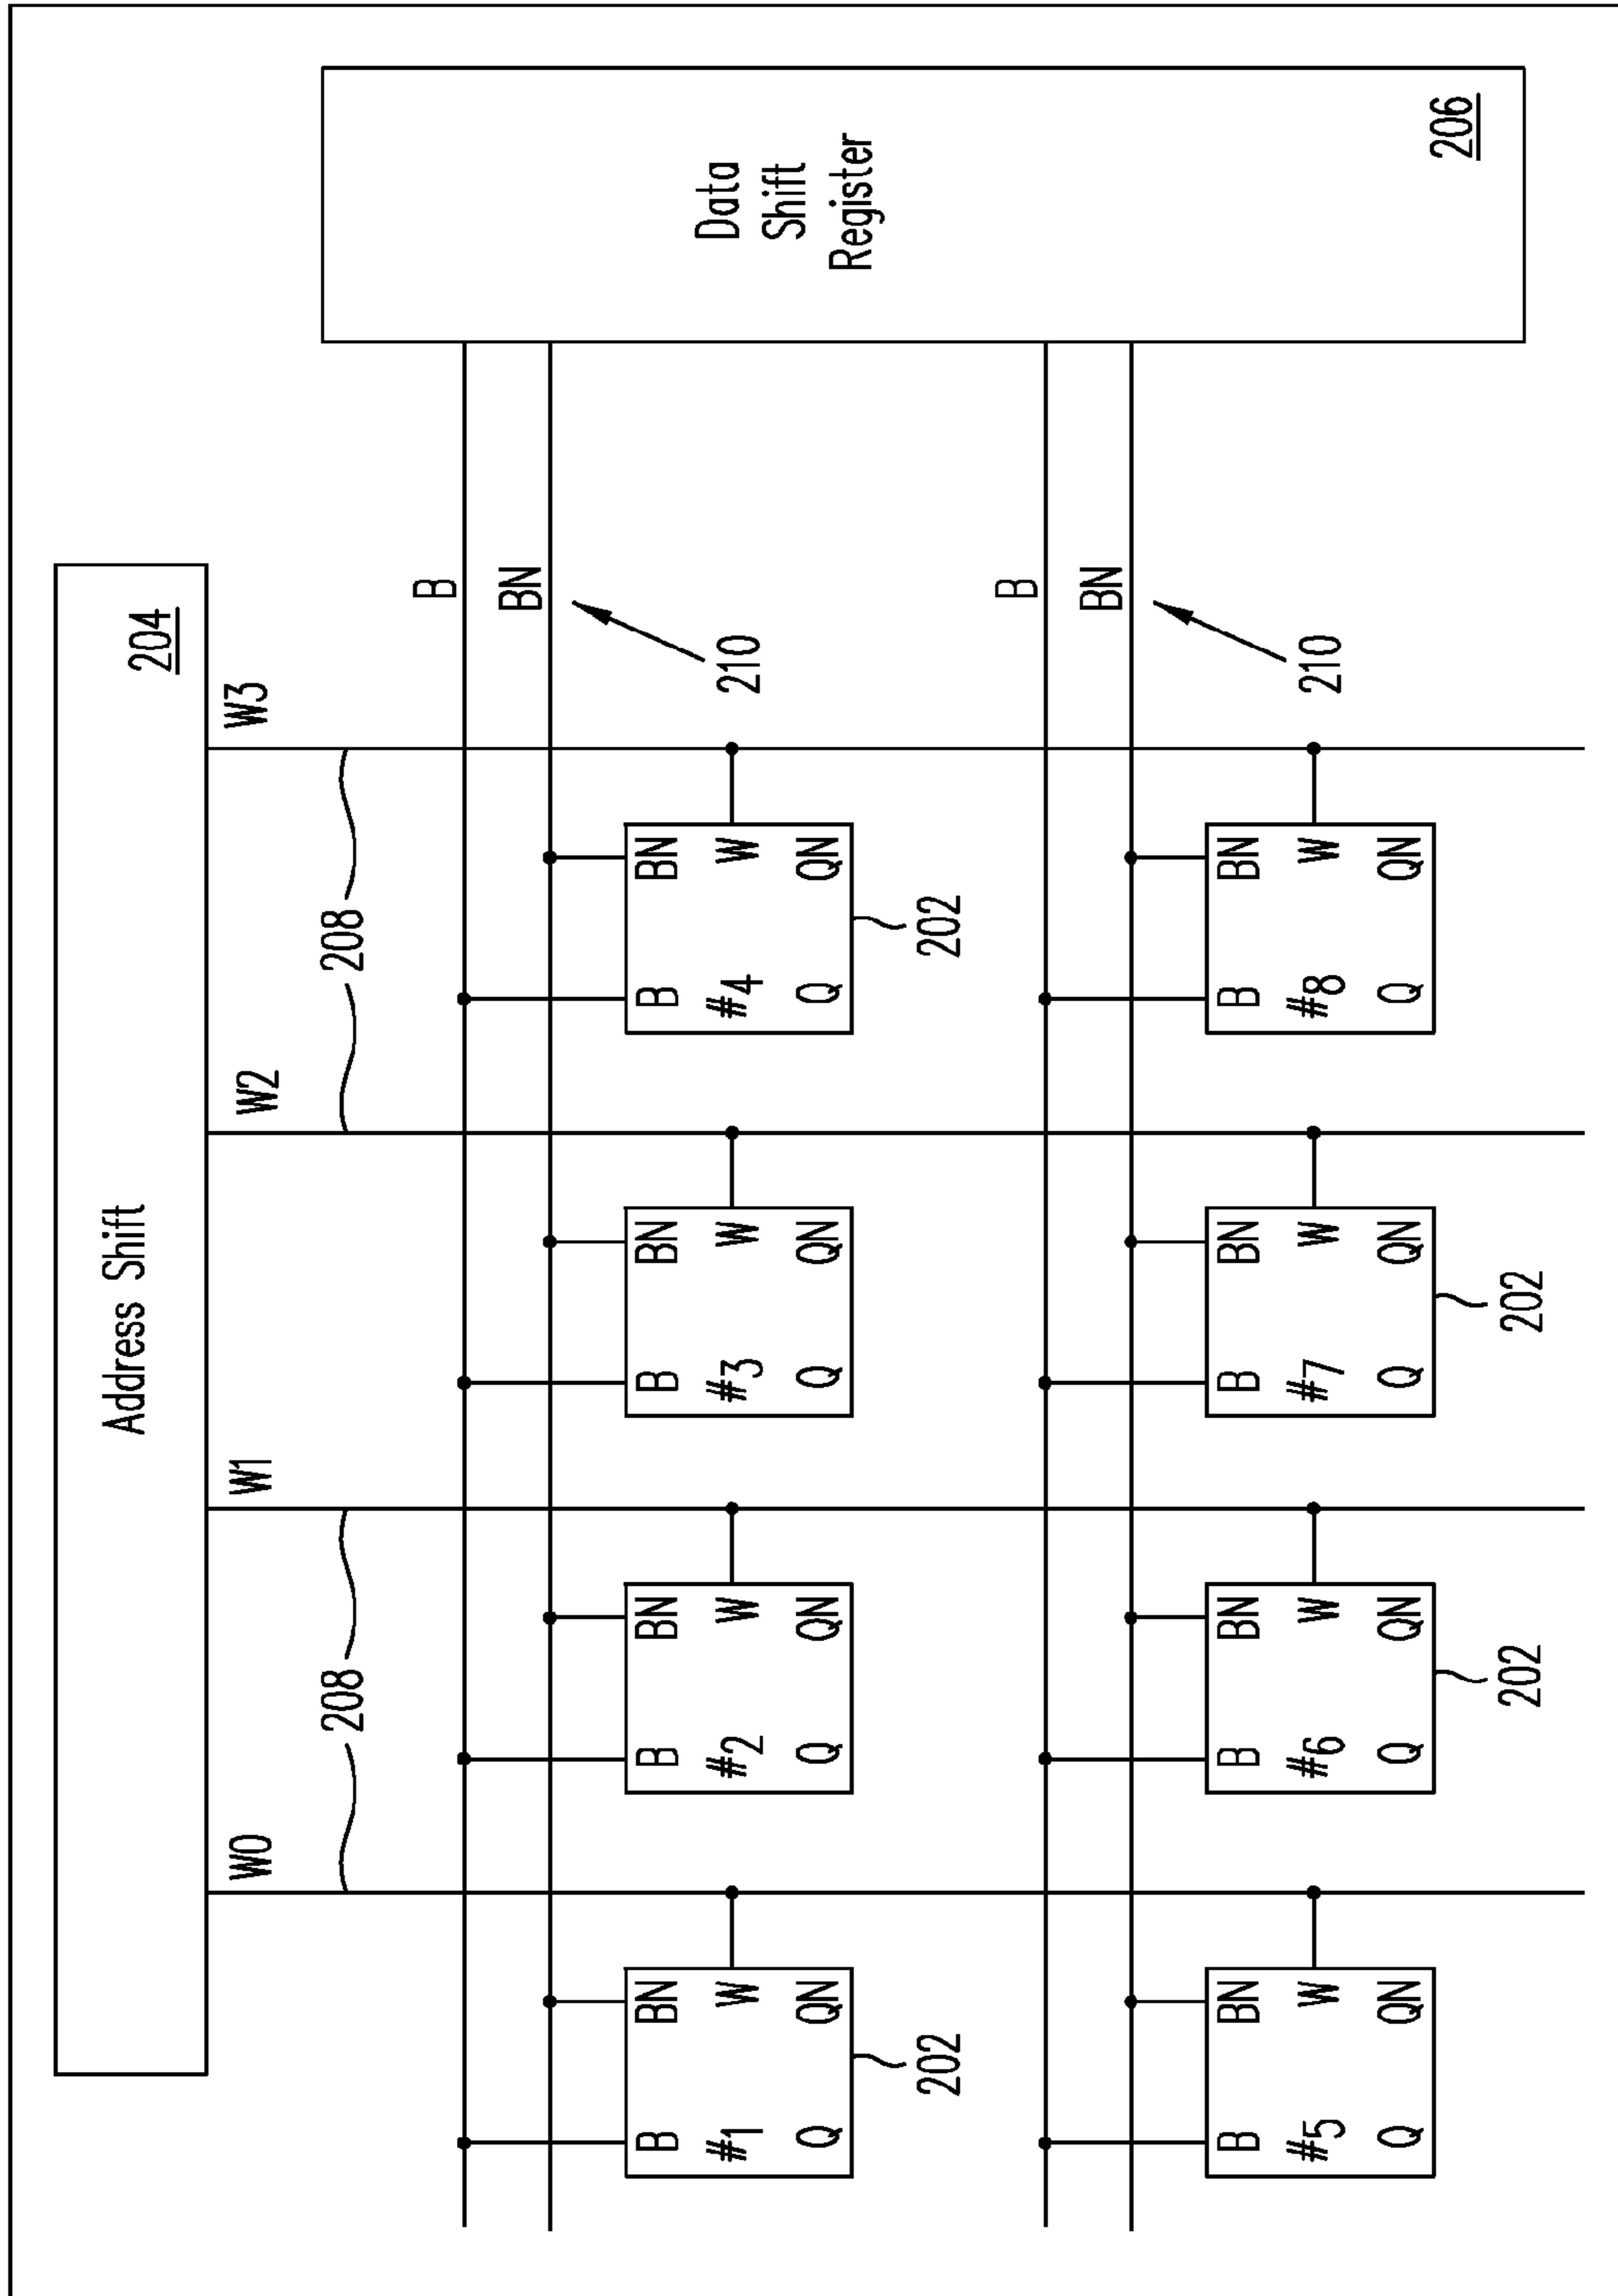 Address Shift
204
W0
W1
W2
W3
208
208
B
BN
210
Data
Shift
Register
206
B BN
#1 W
Q QN
202
B BN
#2 W
Q QN
B BN
#3 W
Q QN
B BN
#4 W
Q QN
202
B
BN
210
B BN
#5 W
Q QN
B BN
#6 W
Q QN
202
B BN
#7 W
Q QN
202
B BN
#8 W
Q QN